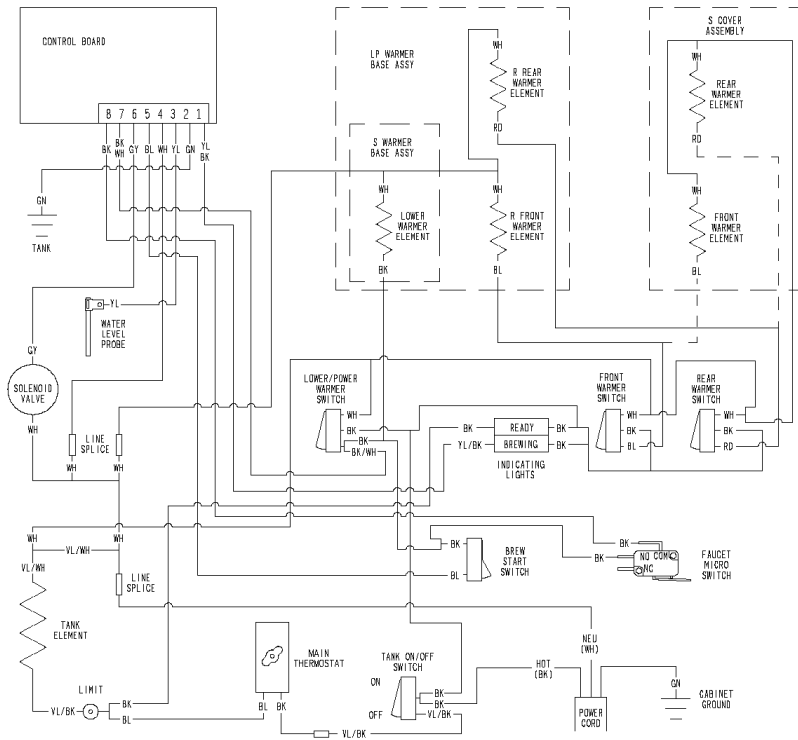 CONTROL BOARD
8 7 6 5 4 3 2 1
BK
BK
WH
GY
BL
WH
YL
GN
YL
BK
LP WARMER
BASE ASSY
WH
R REAR
WARMER
ELEMENT
RD
S COVER
ASSEMBLY
WH
REAR
WARMER
ELEMENT
RD
S WARMER
BASE ASSY
WH
LOWER
WARMER
ELEMENT
BK
WH
R FRONT
WARMER
ELEMENT
BL
WH
FRONT
WARMER
ELEMENT
BL
GN
TANK
YL
WATER
LEVEL
PROBE
GY
SOLENOID
VALVE
WH
LINE
SPLICE
WH
WH
LOWER/POWER
WARMER
SWITCH
WH
BK
BK
BK/WH
BK
READY
BK
YL/BK
BREWING
BK
INDICATING
LIGHTS
FRONT
WARMER
SWITCH
WH
BK
BL
REAR
WARMER
SWITCH
WH
BK
RD
WH
VL/WH
WH
VL/WH
LINE
SPLICE
TANK
ELEMENT
BK
BL
BREW
START
SWITCH
BK
BK
NO COM
NC
FAUCET
MICRO
SWITCH
LIMIT
VL/BK
BK
BL
MAIN
THERMOSTAT
BL
BK
VL/BK
TANK ON/OFF
SWITCH
ON
OFF
BK
BK
VL/BK
HOT
(BK)
NEU
(WH)
POWER
CORD
GN
CABINET
GROUND